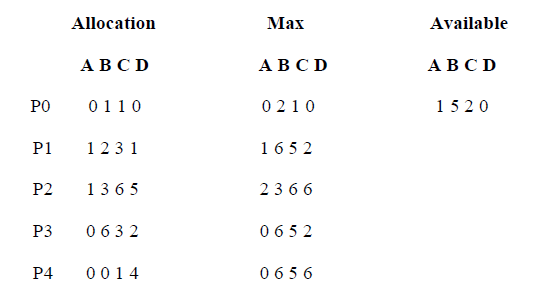 Allocation Max Available
A B C D A B C D A B C D
P0 0 1 1 0 0 2 1 0 1 5 2 0
P1 1 2 3 1 1 6 5 2
P2 1 3 6 5 2 3 6 6
P3 0 6 3 2 0 6 5 2
P4 0 0 1 4 0 6 5 6